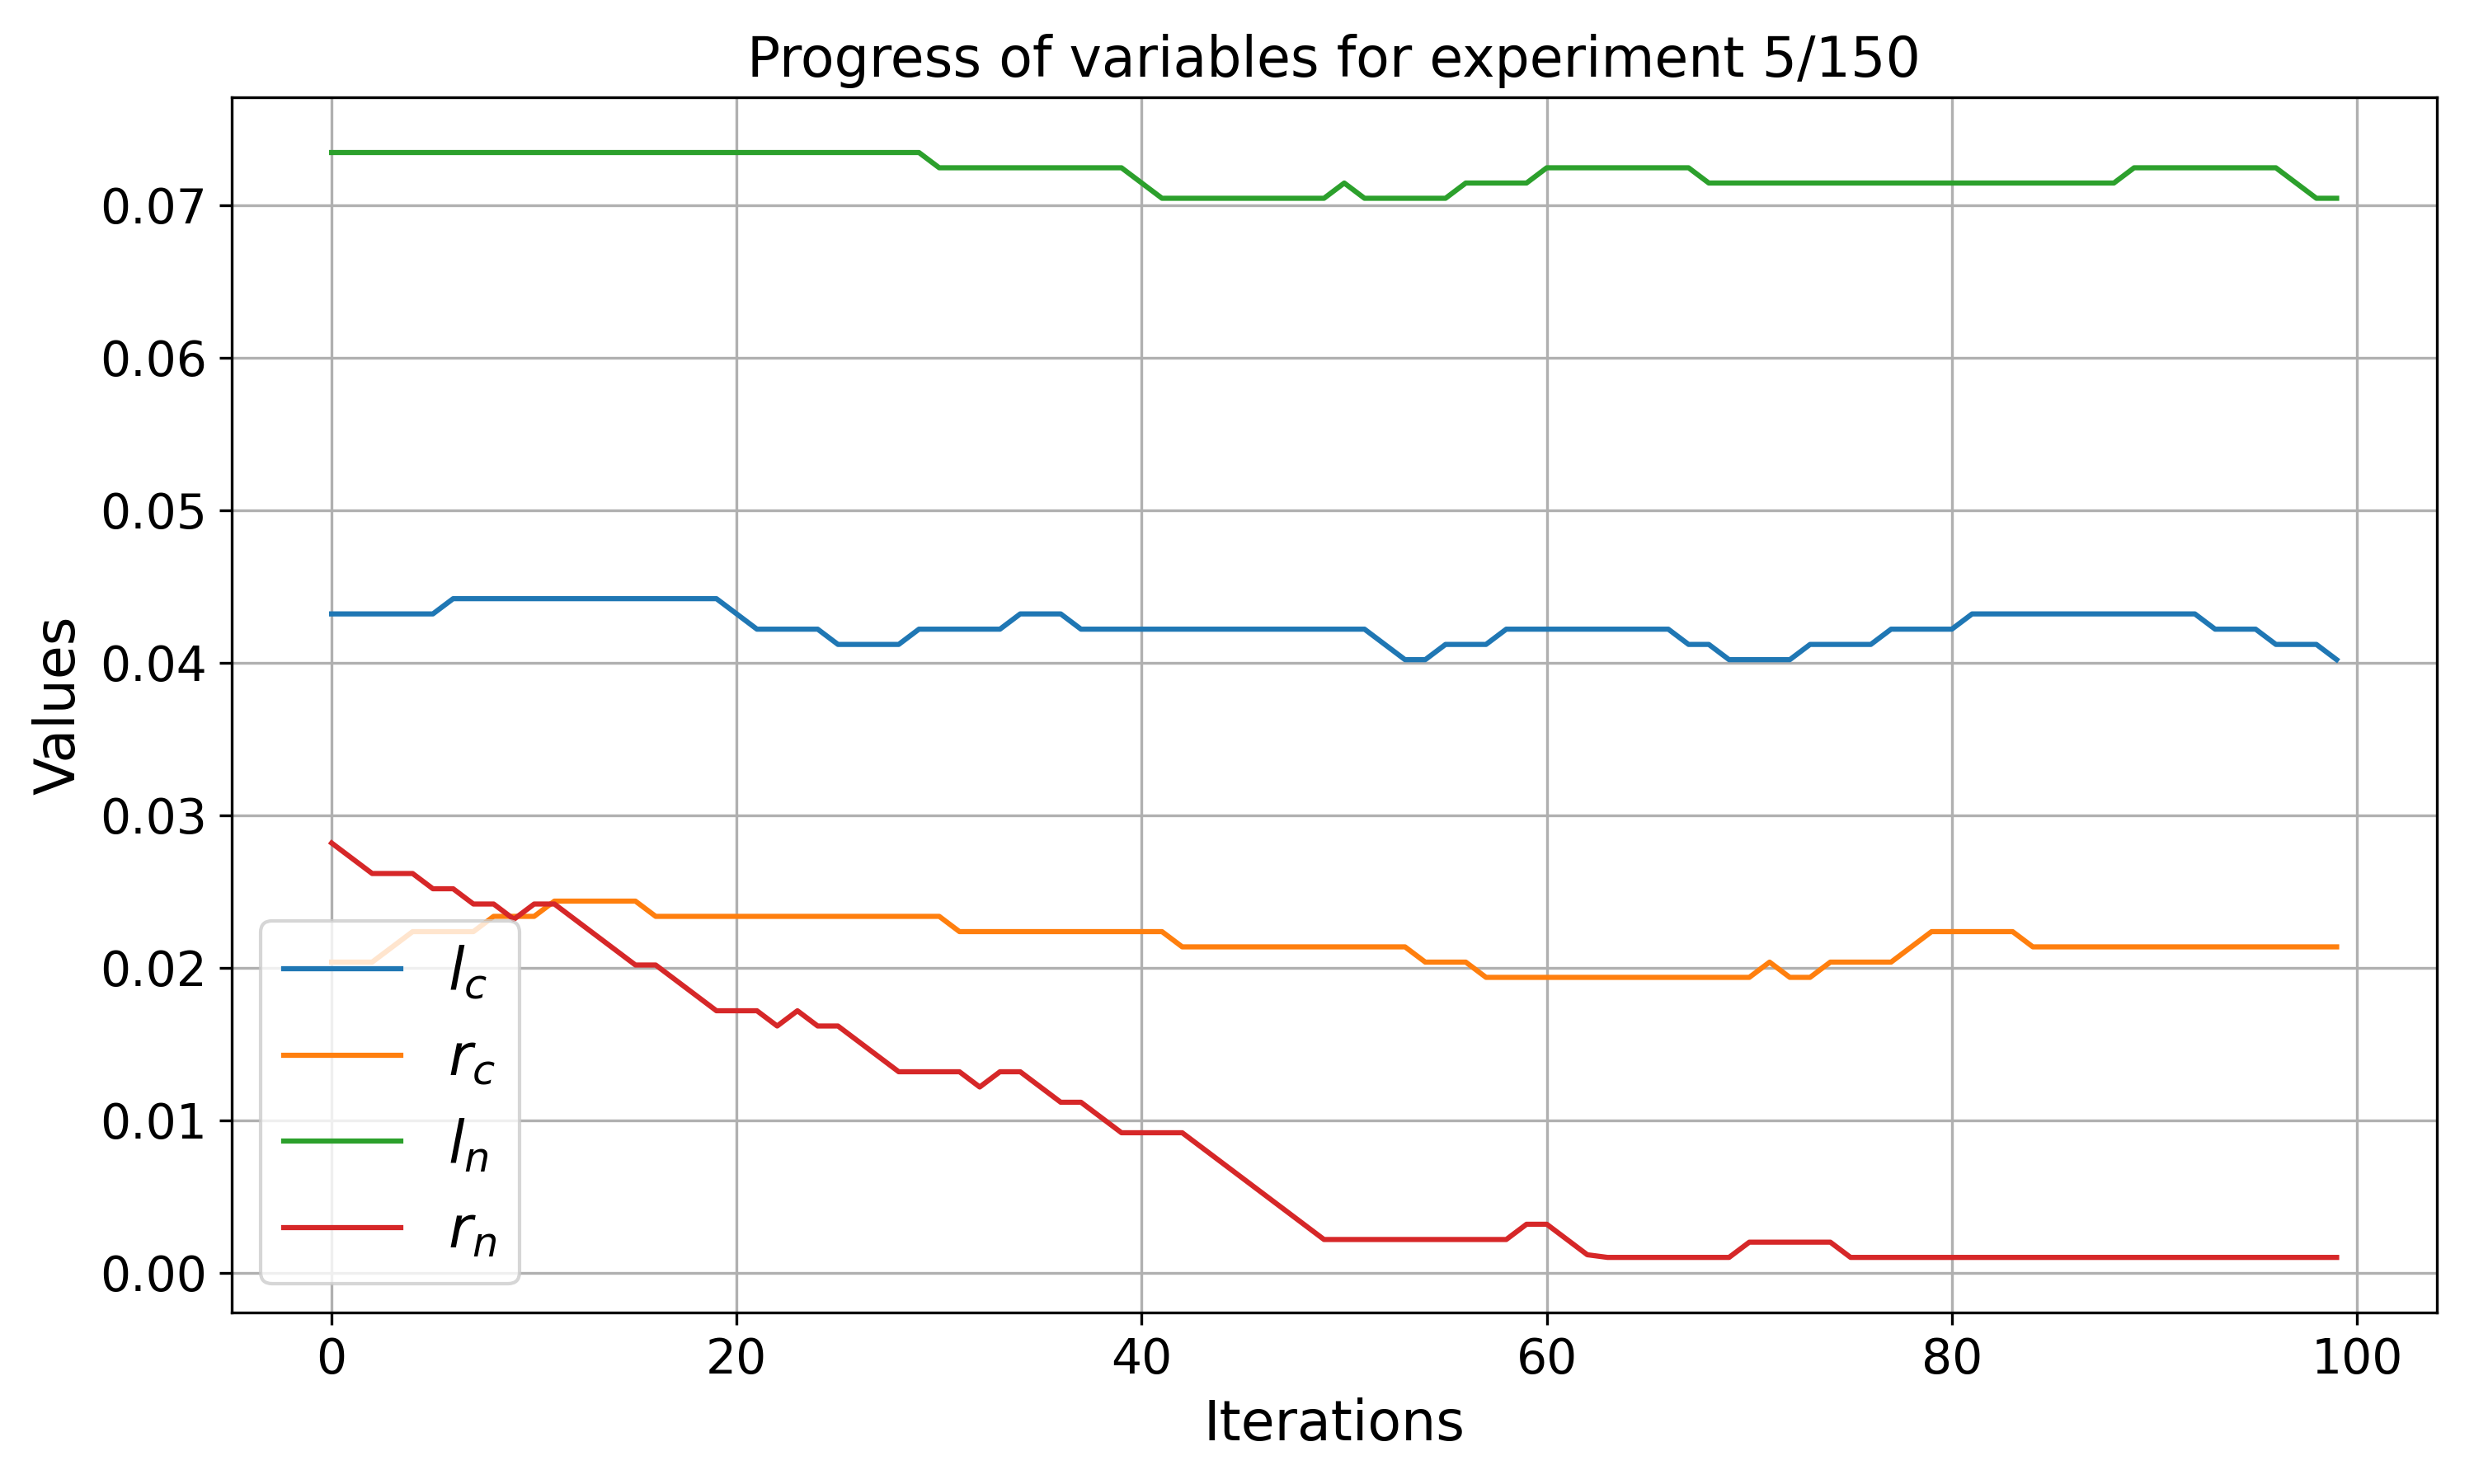 Progress of variables for experiment 5/150
Values
0.07
0.06
0.05
0.04
0.03
0.02
0.01
0.00
l_c
r_c
l_n
r_n
0 20 40 60 80 100
Iterations